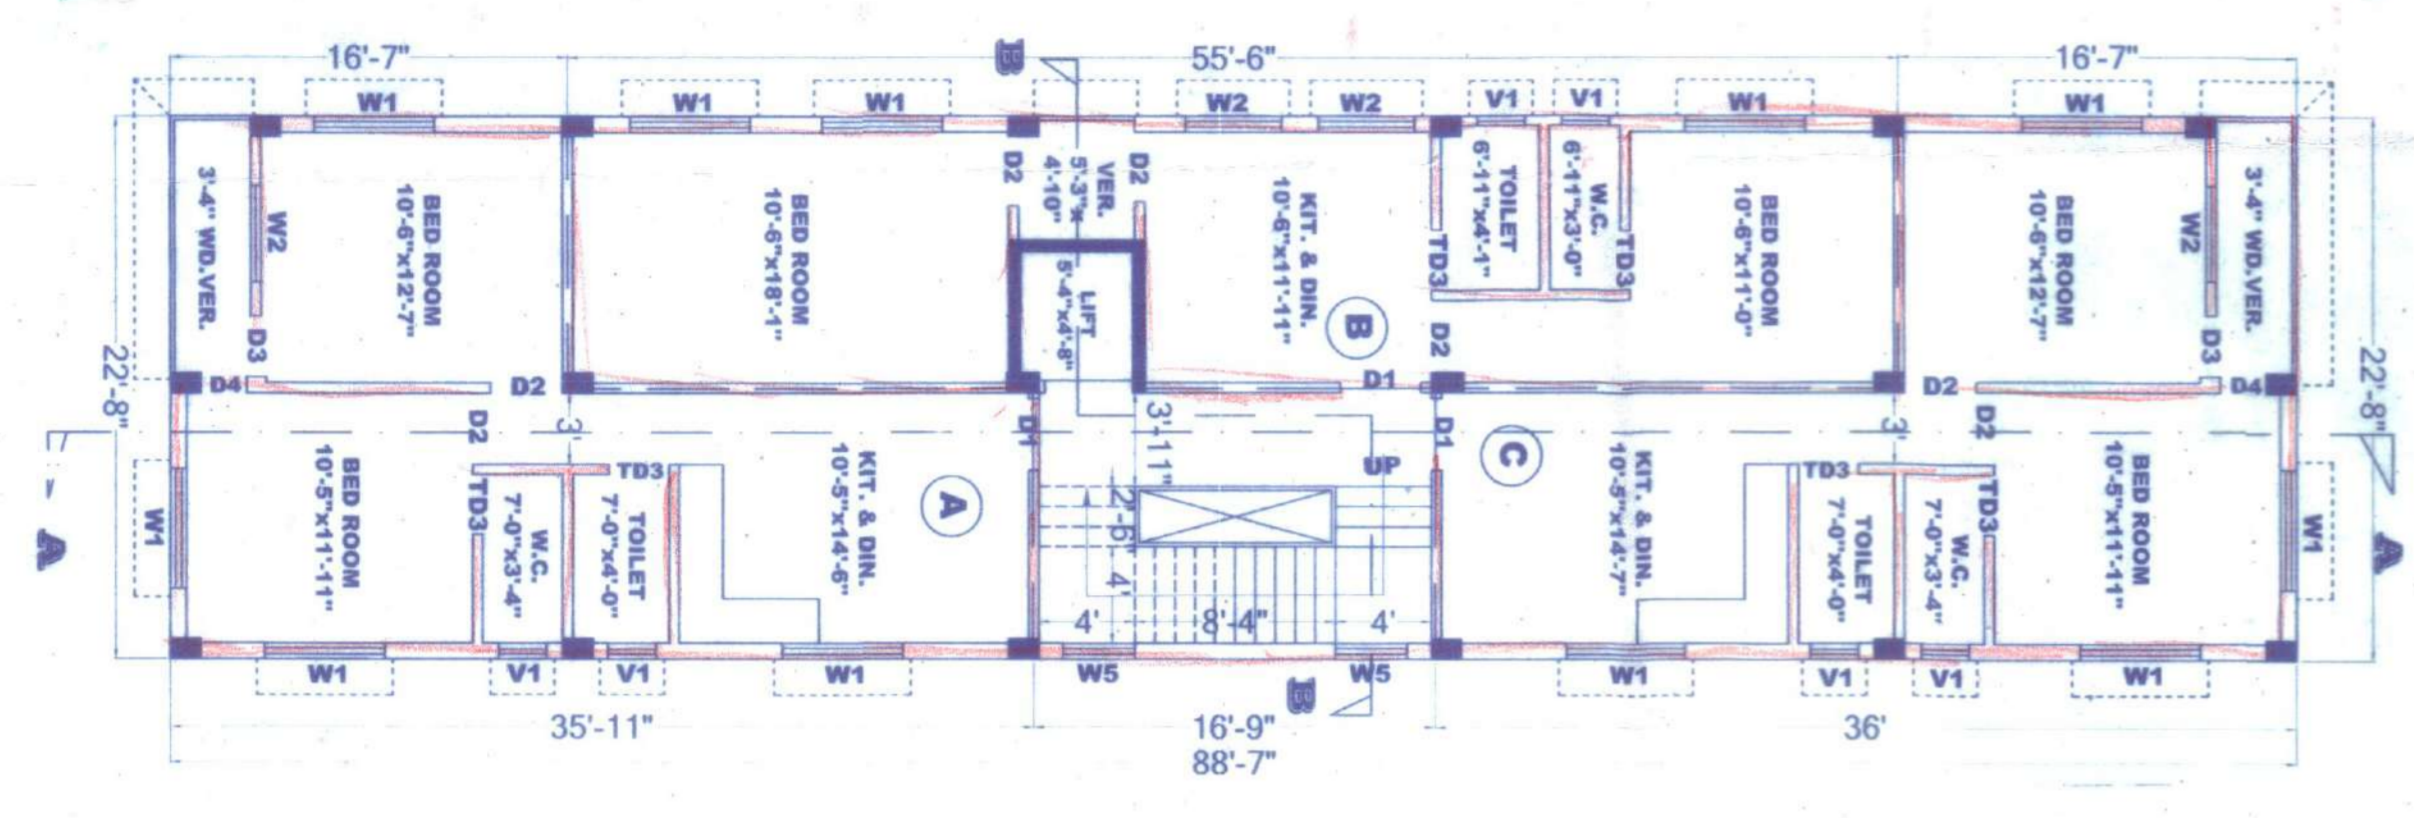 16'-7"
55'-6"
16'-7"
B
W1
W1
W1
W2
W2
V1
V1
W1
W1
3'-4" WD.VER.
W2
BED ROOM
10'-6"x12'-7"
BED ROOM
10'-6"x18'-1"
D2
VER.
5'-3"x
4'-10"
D2
KIT. & DIN.
10'-6"x11'-11"
TOILET
6'-11"x4'-1"
W.C.
6'-11"x3'-0"
TD3
TD3
BED ROOM
10'-6"x11'-0"
BED ROOM
10'-6"x12'-7"
W2
3'-4" WD.VER.
LIFT
5'-4"x4'-8"
B
D3
D2
D3
22'-8"
D4
D2
D1
D2
D4
22'-8"
D2
3'
D1
3'-11"
D1
UP
C
3'
D2
BED ROOM
10'-5"x11'-11"
TD3
TD3
W.C.
7'-0"x3'-4"
TOILET
7'-0"x4'-0"
KIT. & DIN.
10'-5"x14'-6"
A
2'-6"
KIT. & DIN.
10'-5"x14'-7"
TD3
TOILET
7'-0"x4'-0"
W.C.
7'-0"x3'-4"
TD3
BED ROOM
10'-5"x11'-11"
W1
W1
A
A
4'
4'
8'-4"
4'
W1
V1
V1
W1
W5
W5
B
W1
V1
V1
W1
35'-11"
16'-9"
36'
88'-7"